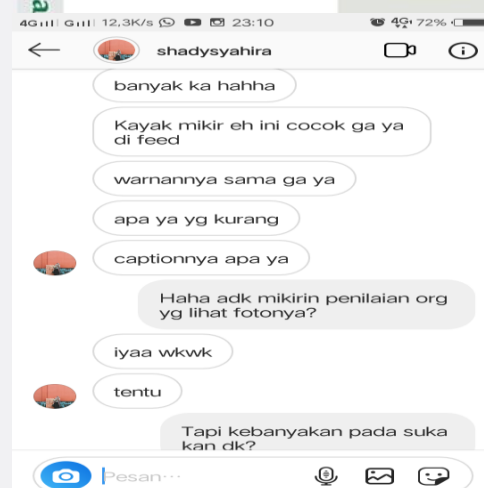 a
4G 12,3K/s 23:10 4G 72%
shadysyahira
banyak ka hahha
Kayak mikir eh ini cocok ga ya
di feed
warnannya sama ga ya
apa ya yg kurang
captionnya apa ya
Haha adk mikirin penilaian org
yg lihat fotonya?
iyaa wkwk
tentu
Tapi kebanyakan pada suka
kan dk?
Pesan...